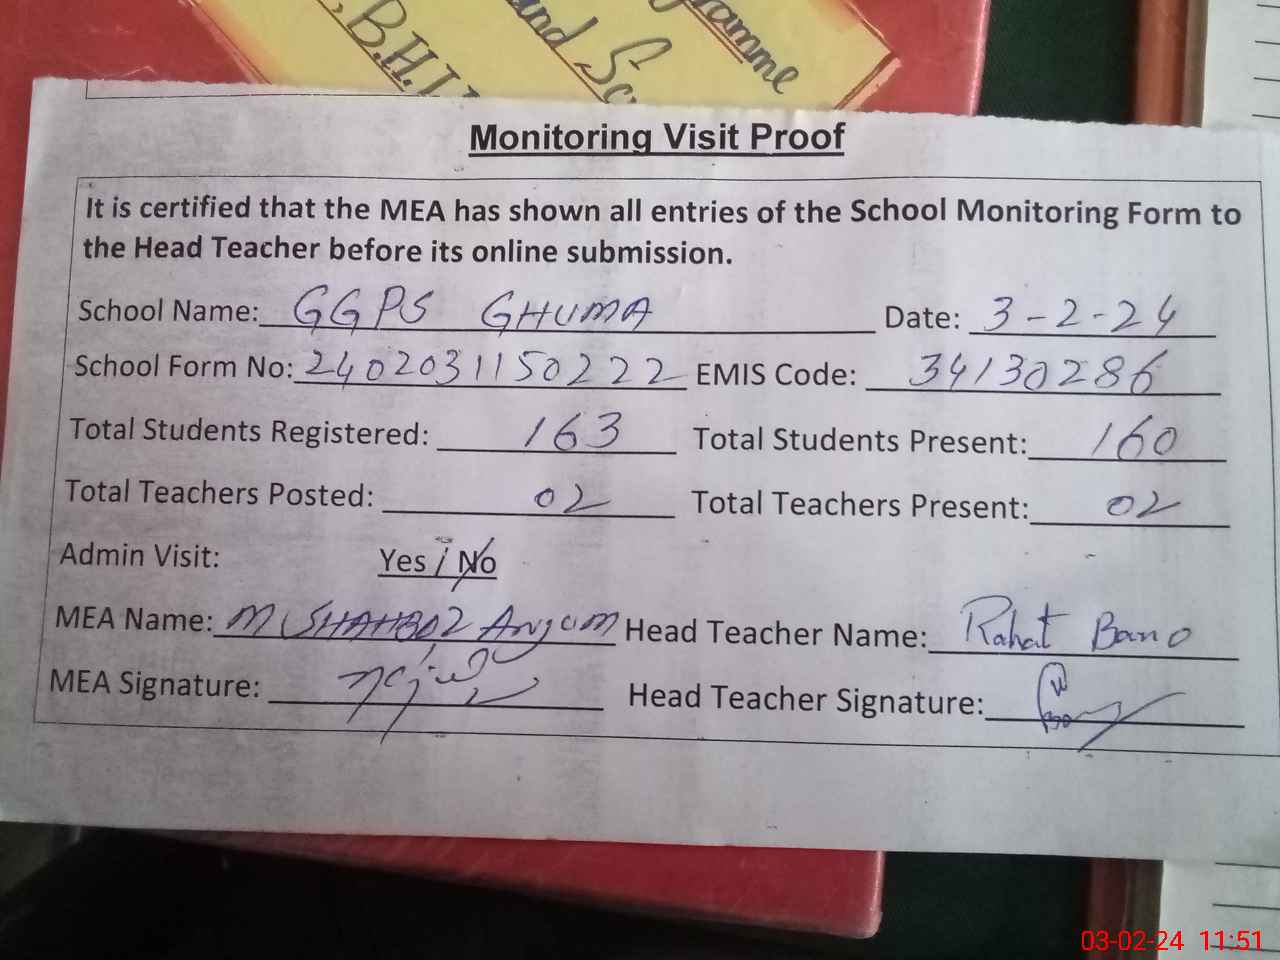 gramme
and Sc
B.H.U
Monitoring Visit Proof
It is certified that the MEA has shown all entries of the School Monitoring Form to
the Head Teacher before its online submission.
School Name: GGPS GHUMA Date: 3-2-24
School Form No: 2402031150222 EMIS Code: 34130286
Total Students Registered: 163 Total Students Present: 160
Total Teachers Posted: 02 Total Teachers Present: 02
Admin Visit: Yes / No
MEA Name: M SHAHBAZ Anjum Head Teacher Name: Rahat Bano
MEA Signature: Head Teacher Signature:
03-02-24 11:51